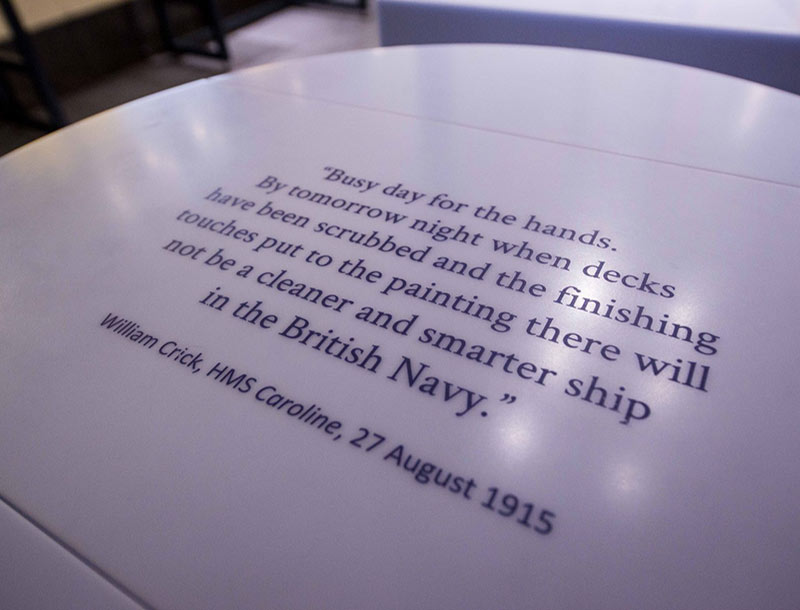 “Busy day for the hands.
By tomorrow night when decks
have been scrubbed and the finishing
touches put to the painting there will
not be a cleaner and smarter ship
in the British Navy.”
William Crick, HMS Caroline, 27 August 1915